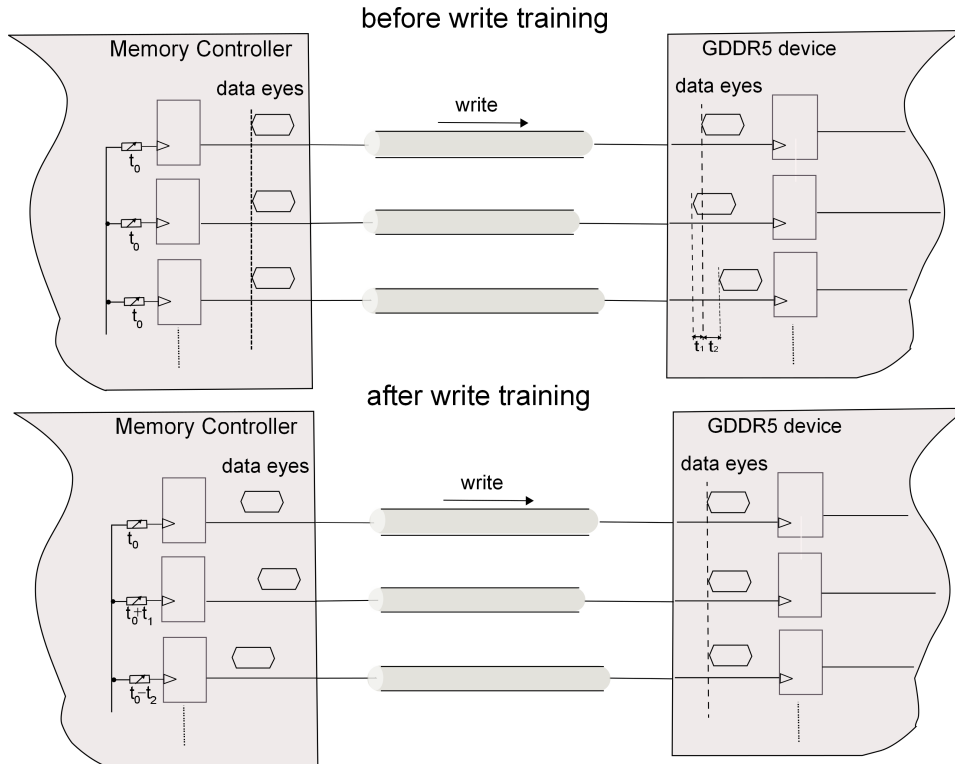 before write training
Memory Controller
GDDR5 device
data eyes
data eyes
write
t₀
t₀
t₀
t₁ t₂
after write training
Memory Controller
GDDR5 device
data eyes
data eyes
write
t₀
t₀+t₁
t₀-t₂